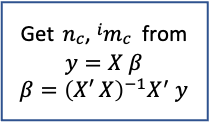 Get n_c, ^i m_c from
y = X β
β = (X′ X)^{−1}X′ y